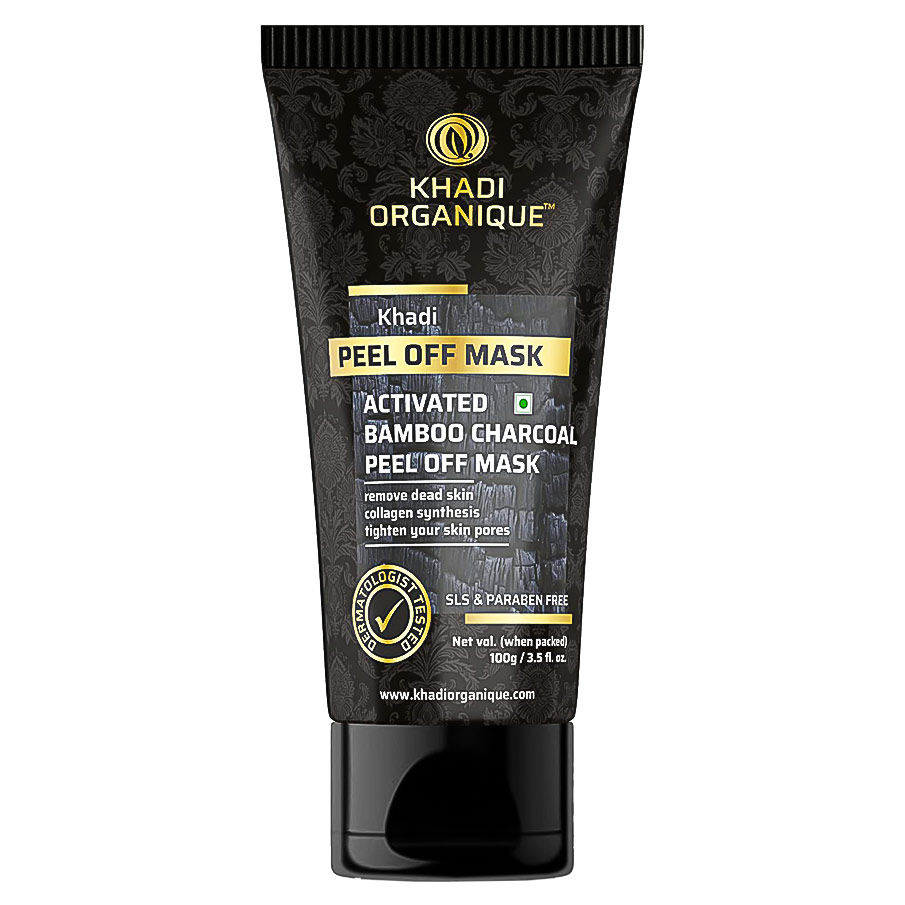 KHADI
ORGANIQUE™
Khadi
PEEL OFF MASK
ACTIVATED
BAMBOO CHARCOAL
PEEL OFF MASK
remove dead skin
collagen synthesis
tighten your skin pores
DERMATOLOGIST TESTED
SLS & PARABEN FREE
Net vol. (when packed)
100g / 3.5 fl. oz.
www.khadiorganique.com